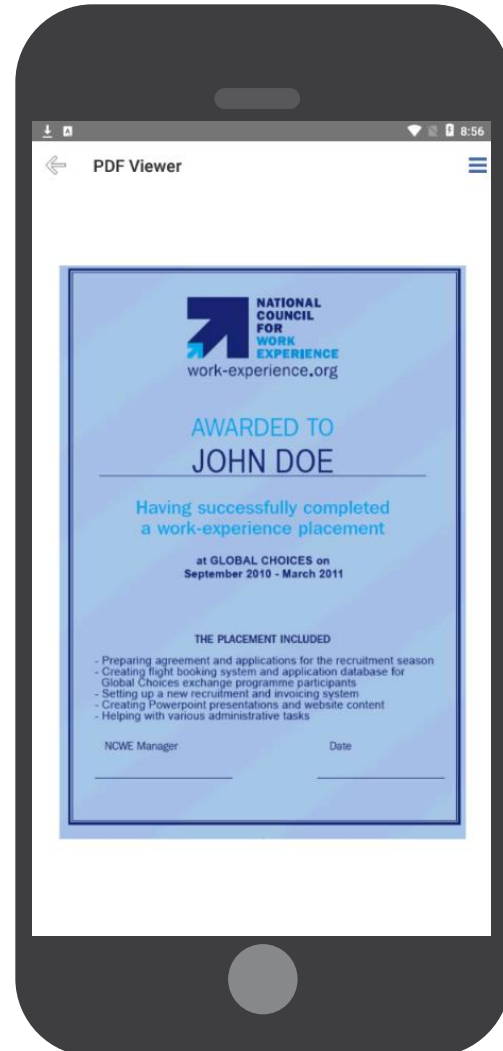 8:56
PDF Viewer
NATIONAL
COUNCIL
FOR
WORK
EXPERIENCE
work-experience.org
AWARDED TO
JOHN DOE
Having successfully completed
a work-experience placement
at GLOBAL CHOICES on
September 2010 - March 2011
THE PLACEMENT INCLUDED
- Preparing agreement and applications for the recruitment season
- Creating flight booking system and application database for
Global Choices exchange programme participants
- Setting up a new recruitment and invoicing system
- Creating Powerpoint presentations and website content
- Helping with various administrative tasks
NCWE Manager Date